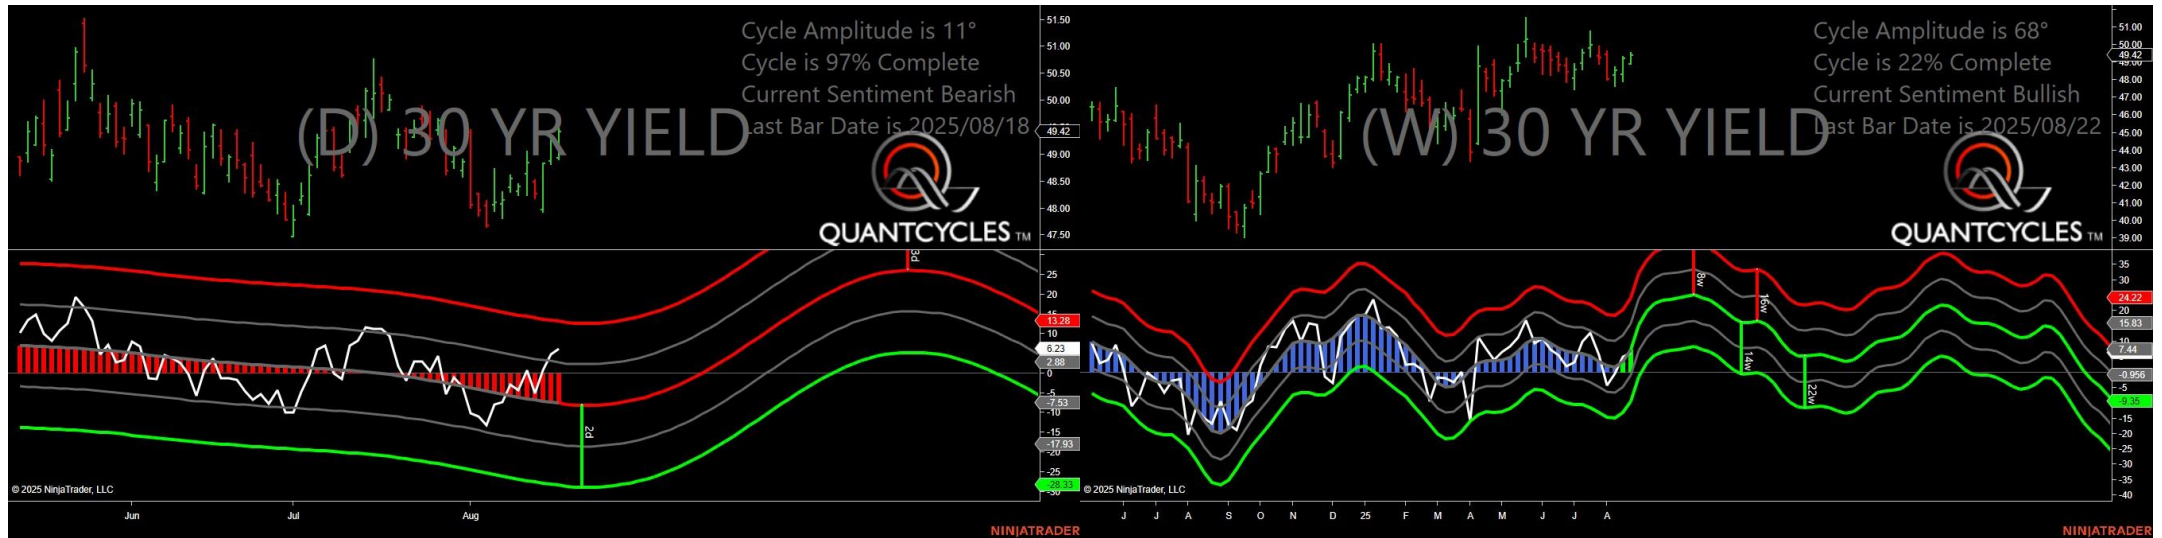 Cycle Amplitude is 11°
Cycle is 97% Complete
Current Sentiment Bearish
Last Bar Date is 2025/08/18
(D) 30 YR YIELD
QUANTCYCLES TM
51.50
51.00
50.50
50.00
49.42
49.00
48.50
48.00
47.50
3d
2d
25
20
15
13.28
10
6.23
2.88
0
-5
-7.53
-10
-15
-17.93
-20
-25
-28.33
-30
© 2025 NinjaTrader, LLC
Jun
Jul
Aug
NINJATRADER
Cycle Amplitude is 68°
Cycle is 22% Complete
Current Sentiment Bullish
Last Bar Date is 2025/08/22
(W) 30 YR YIELD
QUANTCYCLES TM
51.00
50.00
49.42
49.00
48.00
47.00
46.00
45.00
44.00
43.00
42.00
41.00
40.00
39.00
8w
16w
14w
22w
35
30
24.22
20
15.83
10
7.44
-0.956
-5
-9.35
-15
-20
-25
-30
-35
-40
© 2025 NinjaTrader, LLC
J
J
A
S
O
N
D
25
F
M
A
M
J
J
A
NINJATRADER